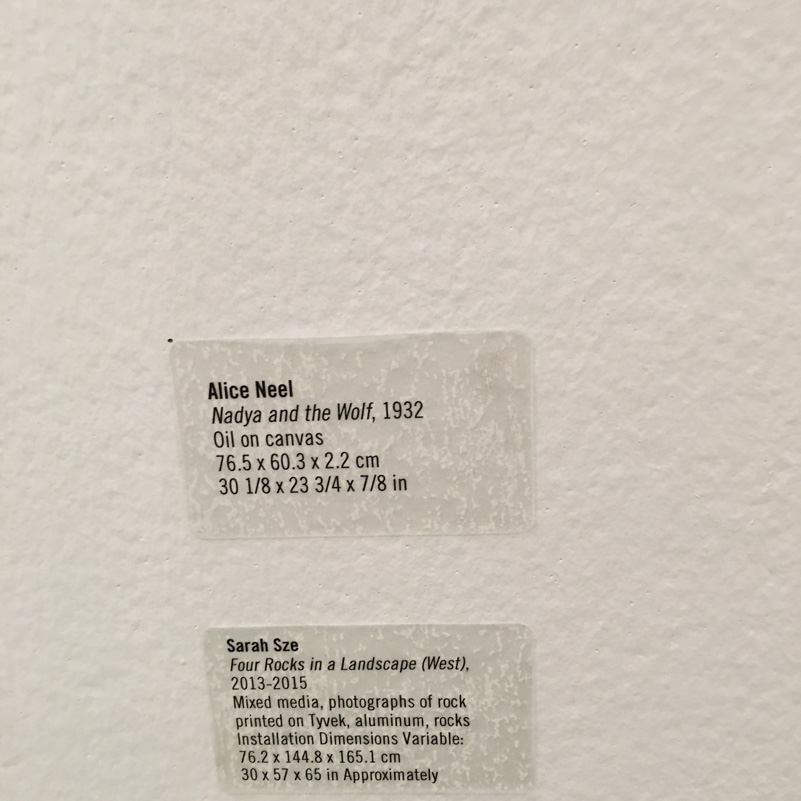 Alice Neel
Nadya and the Wolf, 1932
Oil on canvas
76.5 x 60.3 x 2.2 cm
30 1/8 x 23 3/4 x 7/8 in
Sarah Sze
Four Rocks in a Landscape (West),
2013-2015
Mixed media, photographs of rock
printed on Tyvek, aluminum, rocks
Installation Dimensions Variable:
76.2 x 144.8 x 165.1 cm
30 x 57 x 65 in Approximately